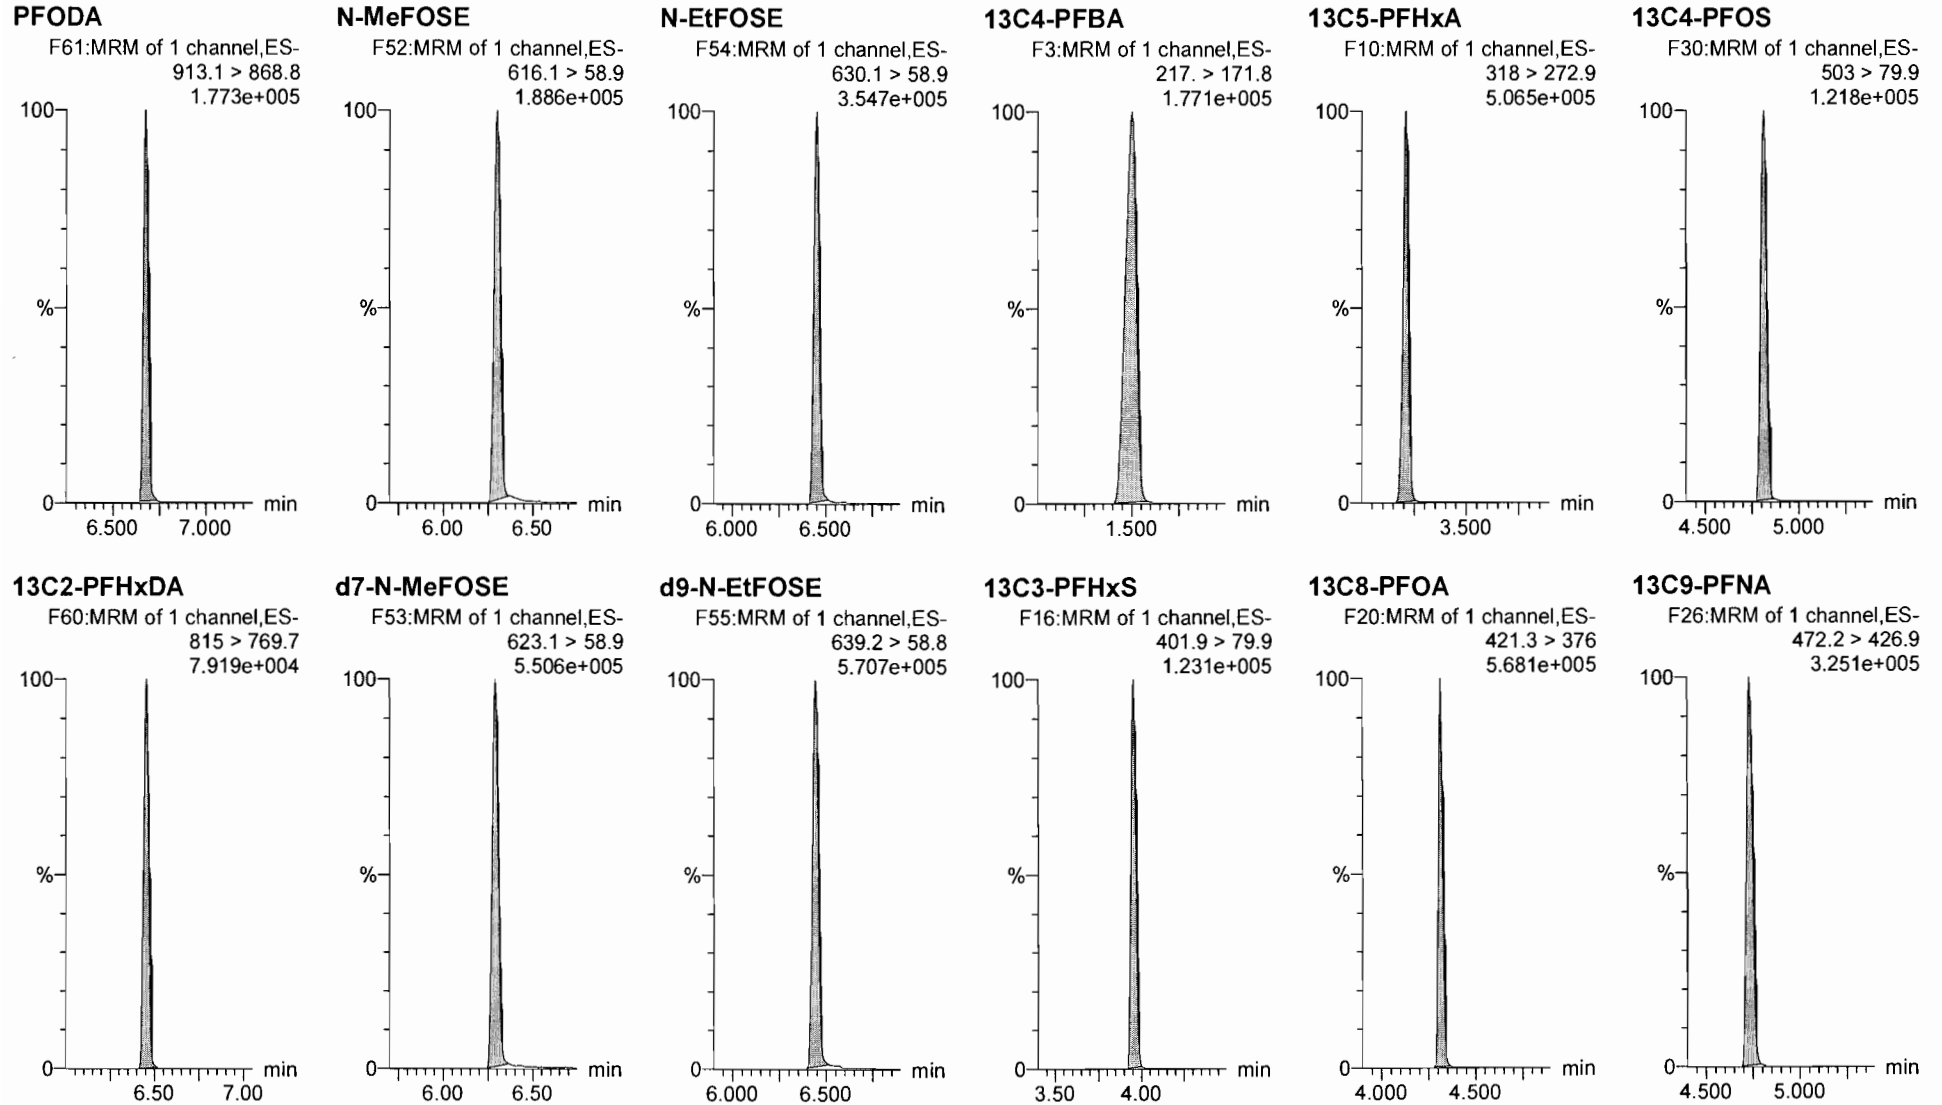 PFODA
F61:MRM of 1 channel,ES-
913.1 > 868.8
1.773e+005
100
%
0
min
6.500 7.000
N-MeFOSE
F52:MRM of 1 channel,ES-
616.1 > 58.9
1.886e+005
100
%
0
min
6.00 6.50
N-EtFOSE
F54:MRM of 1 channel,ES-
630.1 > 58.9
3.547e+005
100
%
0
min
6.000 6.500
13C4-PFBA
F3:MRM of 1 channel,ES-
217. > 171.8
1.771e+005
100
%
0
min
1.500
13C5-PFHxA
F10:MRM of 1 channel,ES-
318 > 272.9
5.065e+005
100
%
0
min
3.500
13C4-PFOS
F30:MRM of 1 channel,ES-
503 > 79.9
1.218e+005
100
%
0
min
4.500 5.000
13C2-PFHxDA
F60:MRM of 1 channel,ES-
815 > 769.7
7.919e+004
100
%
0
min
6.50 7.00
d7-N-MeFOSE
F53:MRM of 1 channel,ES-
623.1 > 58.9
5.506e+005
100
%
0
min
6.00 6.50
d9-N-EtFOSE
F55:MRM of 1 channel,ES-
639.2 > 58.8
5.707e+005
100
%
0
min
6.000 6.500
13C3-PFHxS
F16:MRM of 1 channel,ES-
401.9 > 79.9
1.231e+005
100
%
0
min
3.50 4.00
13C8-PFOA
F20:MRM of 1 channel,ES-
421.3 > 376
5.681e+005
100
%
0
min
4.000 4.500
13C9-PFNA
F26:MRM of 1 channel,ES-
472.2 > 426.9
3.251e+005
100
%
0
min
4.500 5.000